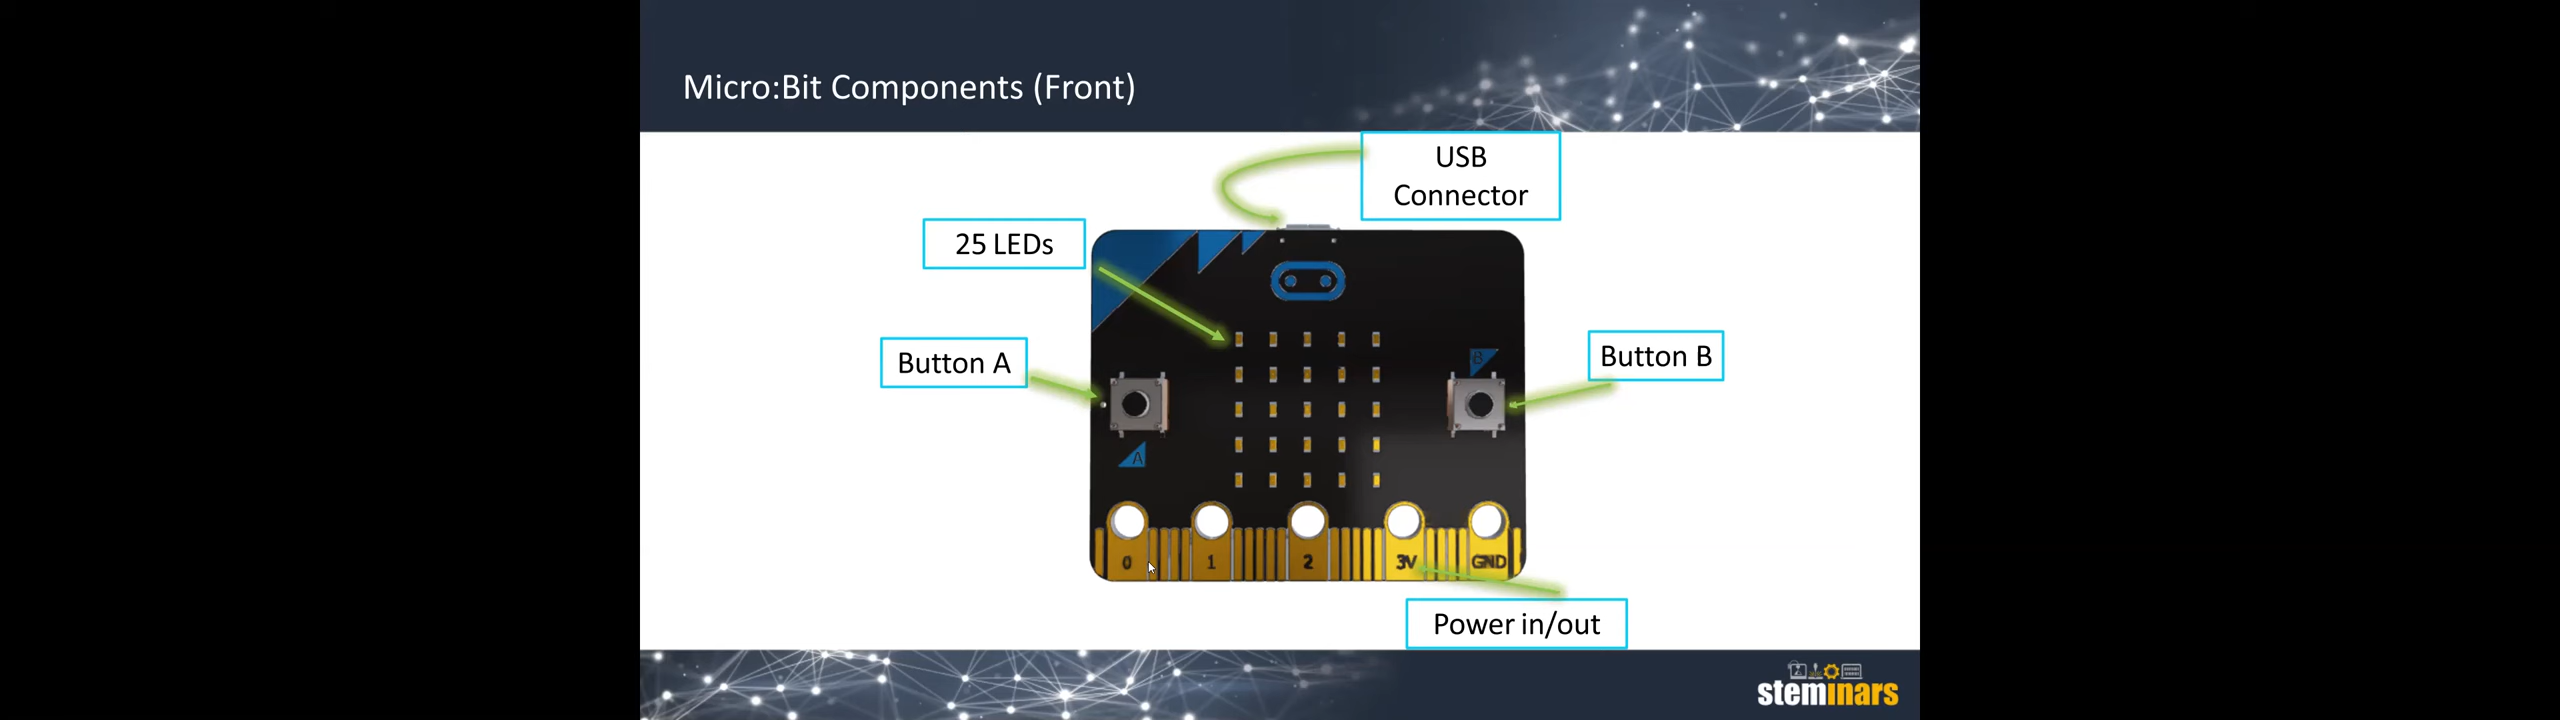 Micro:Bit Components (Front)
USB
Connector
25 LEDs
Button A
Button B
B
A
0
1
2
3V
GND
Power in/out
steminars